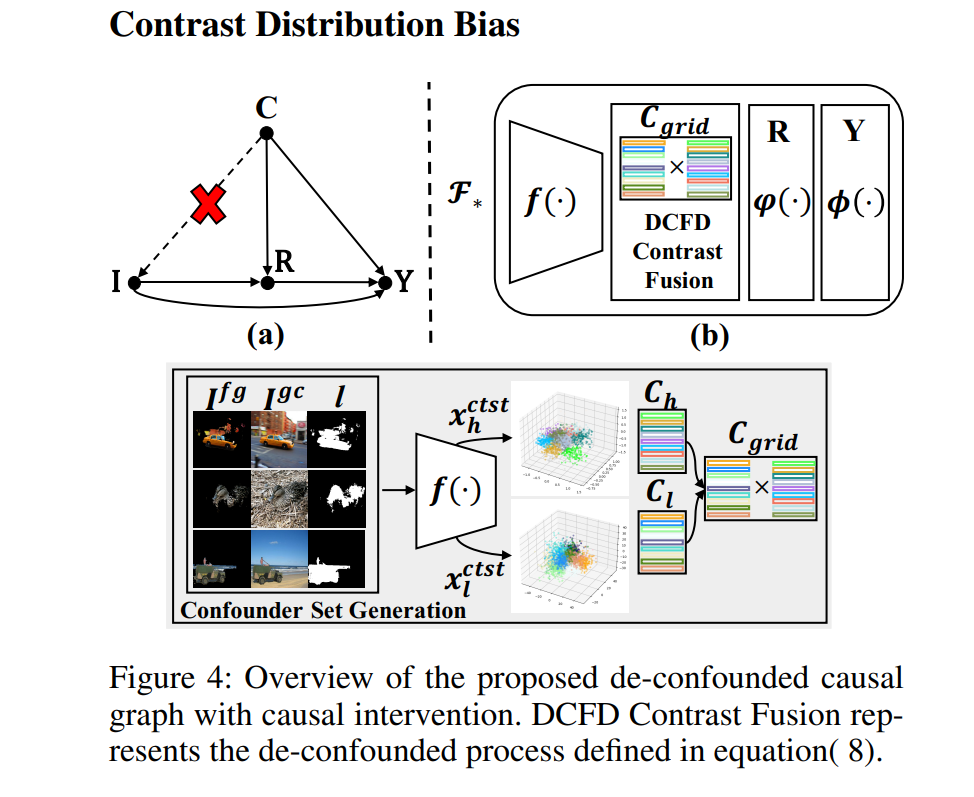 Contrast Distribution Bias
C
I
R
Y
(a)
ℱ*
f(·)
C_grid
×
DCFD
Contrast
Fusion
R
φ(·)
Y
ϕ(·)
(b)
I^fg I^gc l
Confounder Set Generation
f(·)
x_h^ctst
x_l^ctst
C_h
C_l
C_grid
×
Figure 4: Overview of the proposed de-confounded causal
graph with causal intervention. DCFD Contrast Fusion rep-
resents the de-confounded process defined in equation( 8).